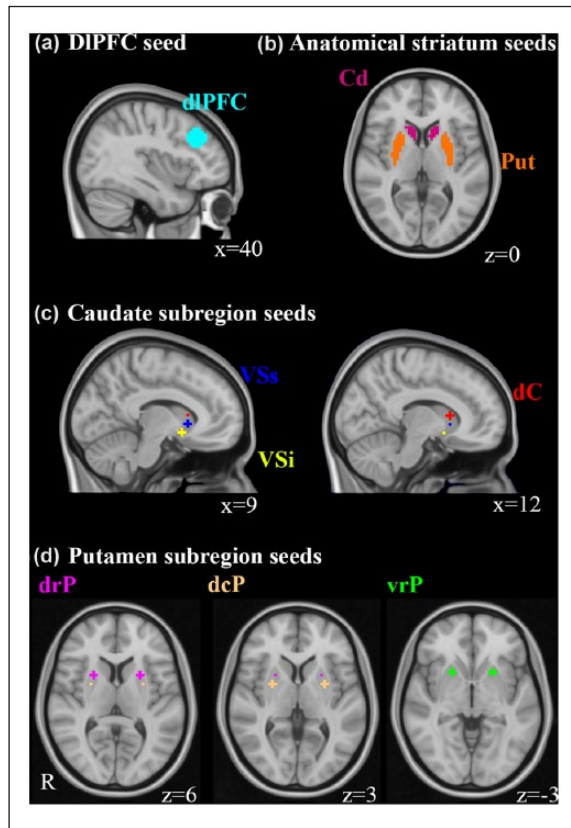 (a) DlPFC seed
(b) Anatomical striatum seeds
dlPFC
x=40
Cd
Put
z=0
(c) Caudate subregion seeds
VSs
VSi
x=9
dC
x=12
(d) Putamen subregion seeds
drP
dcP
vrP
R
z=6
z=3
z=-3